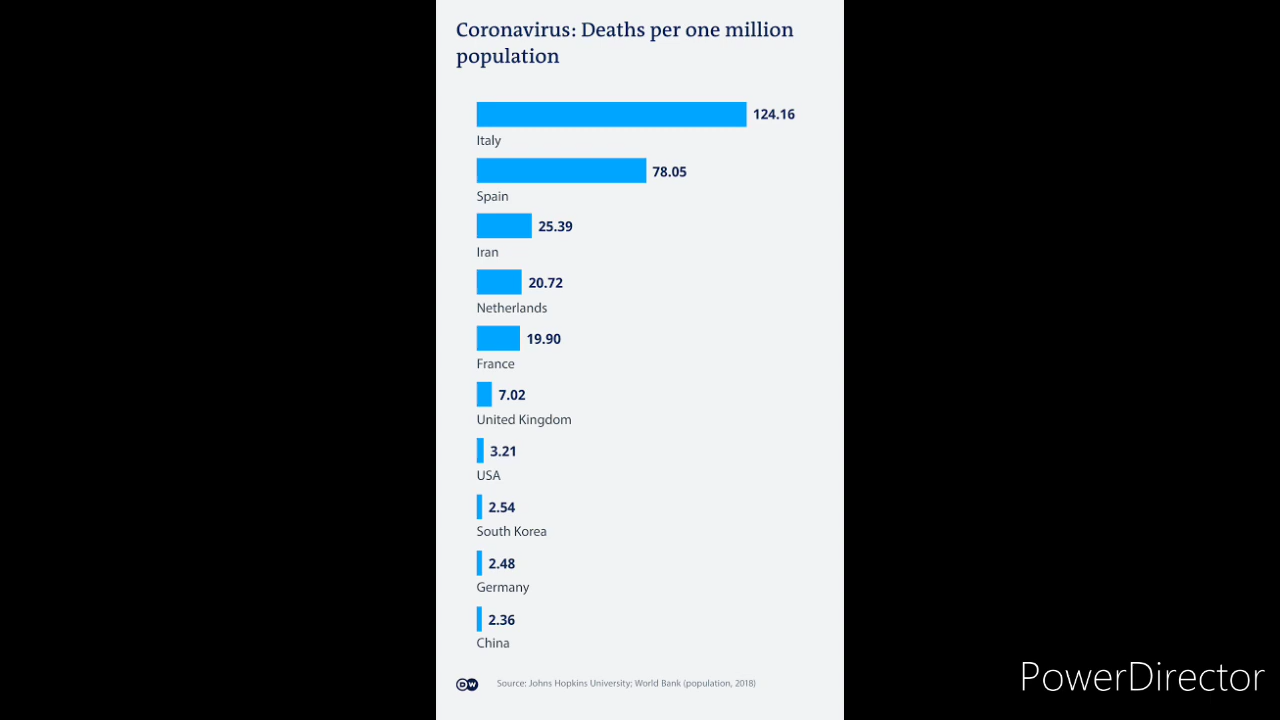 Coronavirus: Deaths per one million
population
124.16
Italy
78.05
Spain
25.39
Iran
20.72
Netherlands
19.90
France
7.02
United Kingdom
3.21
USA
2.54
South Korea
2.48
Germany
2.36
China
DW Source: Johns Hopkins University; World Bank (population, 2018)
PowerDirector